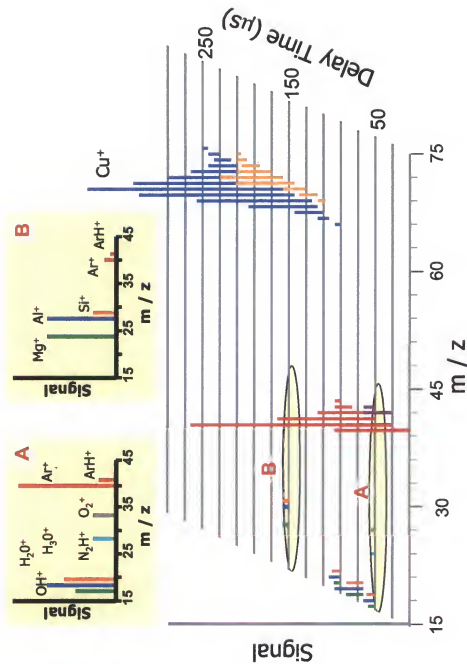 A
Signal
OH⁺
H₂O⁺
H₃O⁺
N₂H⁺
O₂⁺
Ar⁺
ArH⁺
15 25 35 45
m / z
B
Signal
Mg⁺
Al⁺
Si⁺
Ar⁺
ArH⁺
15 25 35 45
m / z
Cu⁺
Signal
B
A
15 30 45 60 75
m / z
50 150 250
Delay Time (μs)